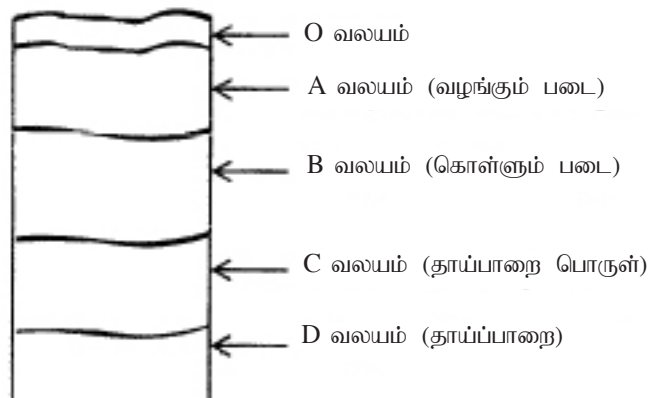 O வலயம்
A வலயம் (வழங்கும் படை)
B வலயம் (கொள்ளும் படை)
C வலயம் (தாய்பாறை பொருள்)
D வலயம் (தாய்ப்பாறை)